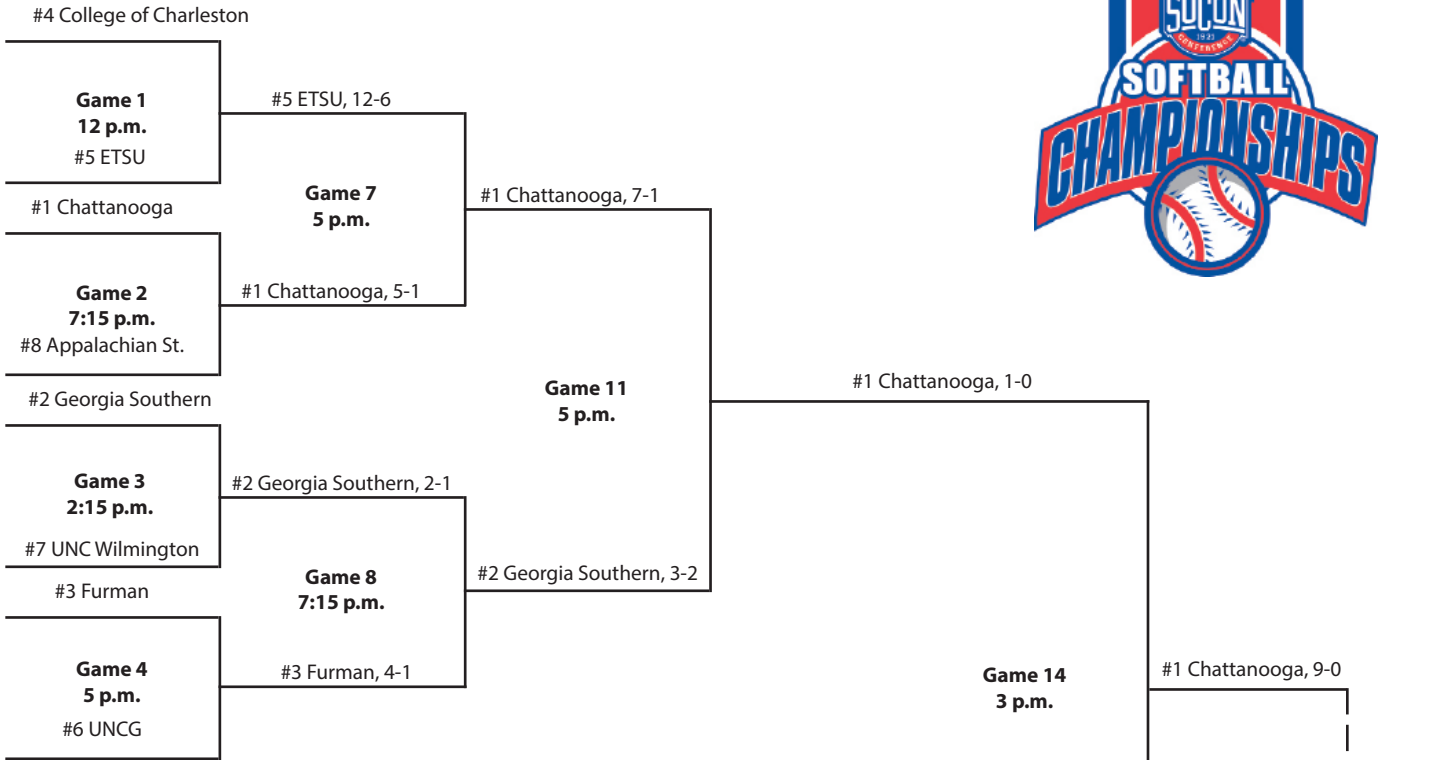 #4 College of Charleston
Game 1
12 p.m.
#5 ETSU
#1 Chattanooga
Game 2
7:15 p.m.
#8 Appalachian St.
#2 Georgia Southern
Game 3
2:15 p.m.
#7 UNC Wilmington
#3 Furman
Game 4
5 p.m.
#6 UNCG
#5 ETSU, 12-6
Game 7
5 p.m.
#1 Chattanooga, 5-1
#2 Georgia Southern, 2-1
Game 8
7:15 p.m.
#3 Furman, 4-1
#1 Chattanooga, 7-1
Game 11
5 p.m.
#2 Georgia Southern, 3-2
#1 Chattanooga, 1-0
Game 14
3 p.m.
#1 Chattanooga, 9-0
SOCON
1921
CONFERENCE
SOFTBALL
CHAMPIONSHIPS